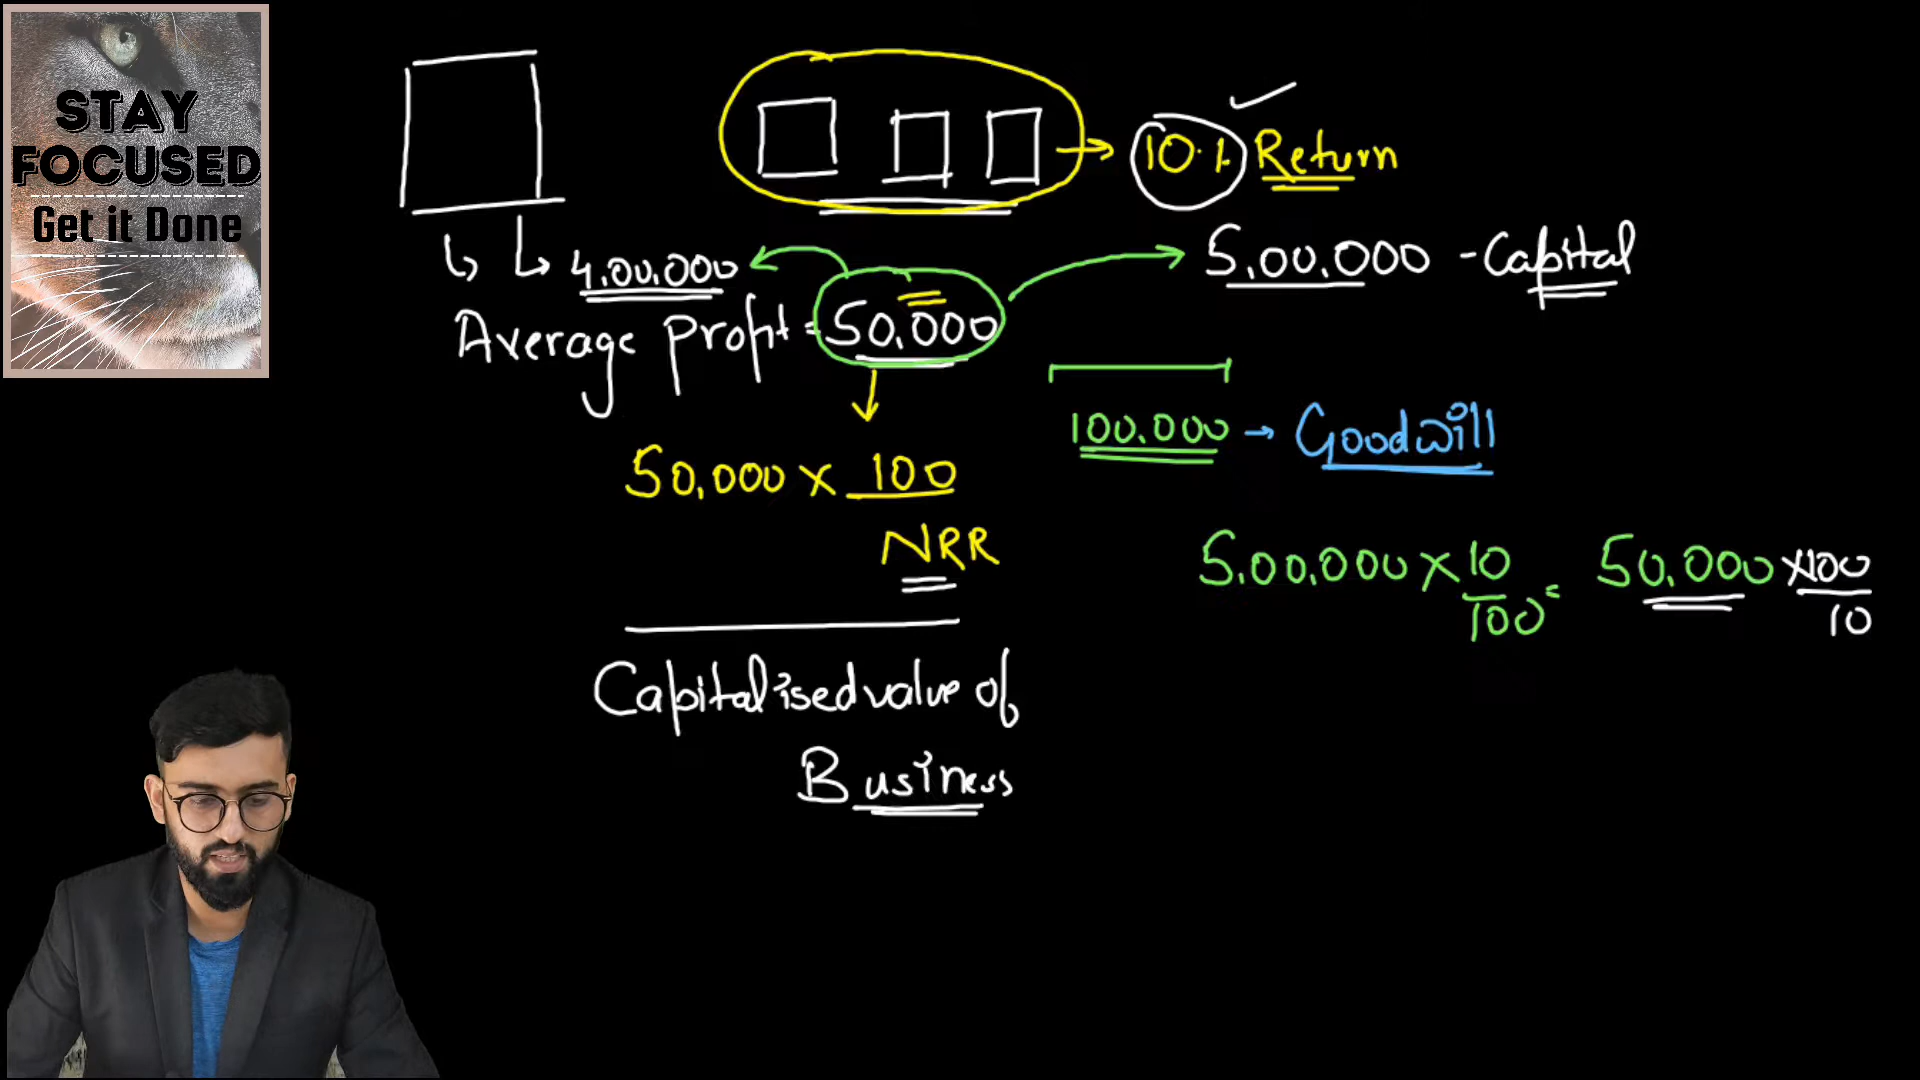 STAY
FOCUSED
Get it Done
10% Return
4,00,000
5,00,000 - Capital
Average Profit = 50,000
100,000 → Goodwill
50,000 × 100
NRR
5,00,000 × 10/100 = 50,000 × 100/10
Capitalised value of
Business